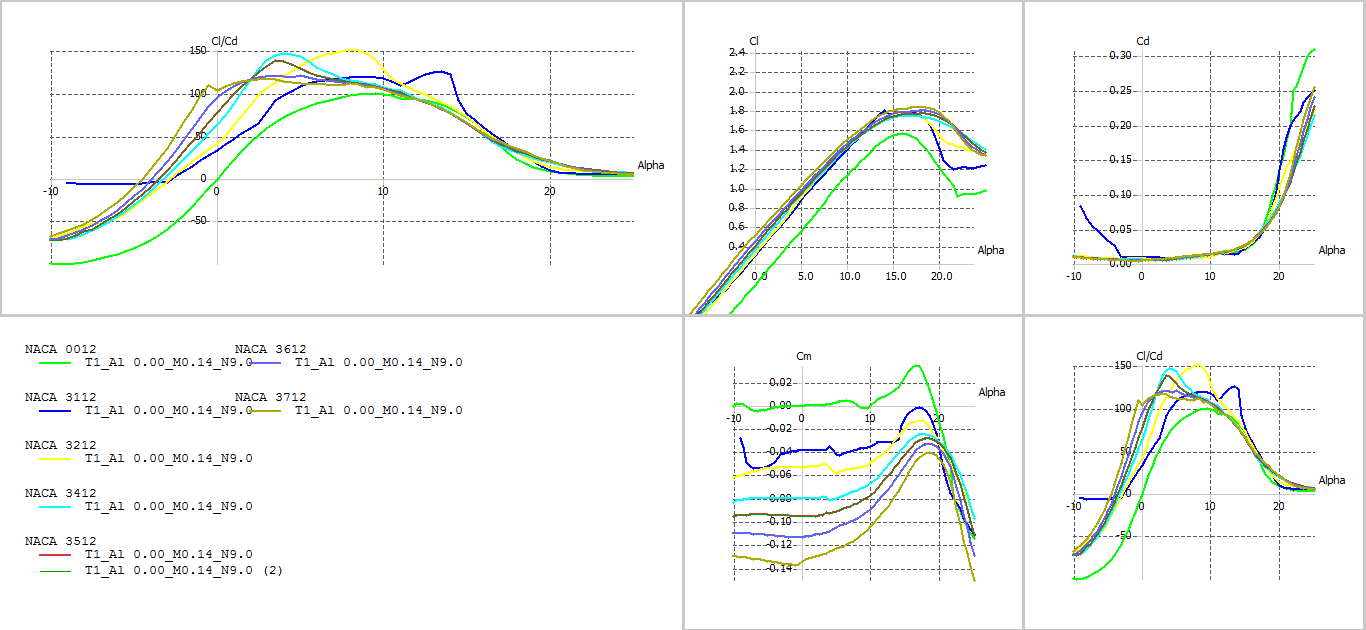 Cl/Cd
150
100
50
0
-50
-10
0
10
20
Alpha
Cl
2.4
2.2
2.0
1.8
1.6
1.4
1.2
1.0
0.8
0.6
0.4
0.0
5.0
10.0
15.0
20.0
Alpha
Cd
0.30
0.25
0.20
0.15
0.10
0.05
0.00
-10
0
10
20
Alpha
NACA 0012
T1_Al 0.00_M0.14_N9.0
NACA 3112
T1_Al 0.00_M0.14_N9.0
NACA 3212
T1_Al 0.00_M0.14_N9.0
NACA 3412
T1_Al 0.00_M0.14_N9.0
NACA 3512
T1_Al 0.00_M0.14_N9.0
T1_Al 0.00_M0.14_N9.0 (2)
NACA 3612
T1_Al 0.00_M0.14_N9.0
NACA 3712
T1_Al 0.00_M0.14_N9.0
Cm
0.02
0.00
-0.02
-0.04
-0.06
-0.08
-0.10
-0.12
-0.14
-10
0
10
20
Alpha
Cl/Cd
150
100
50
0
-50
-10
0
10
20
Alpha